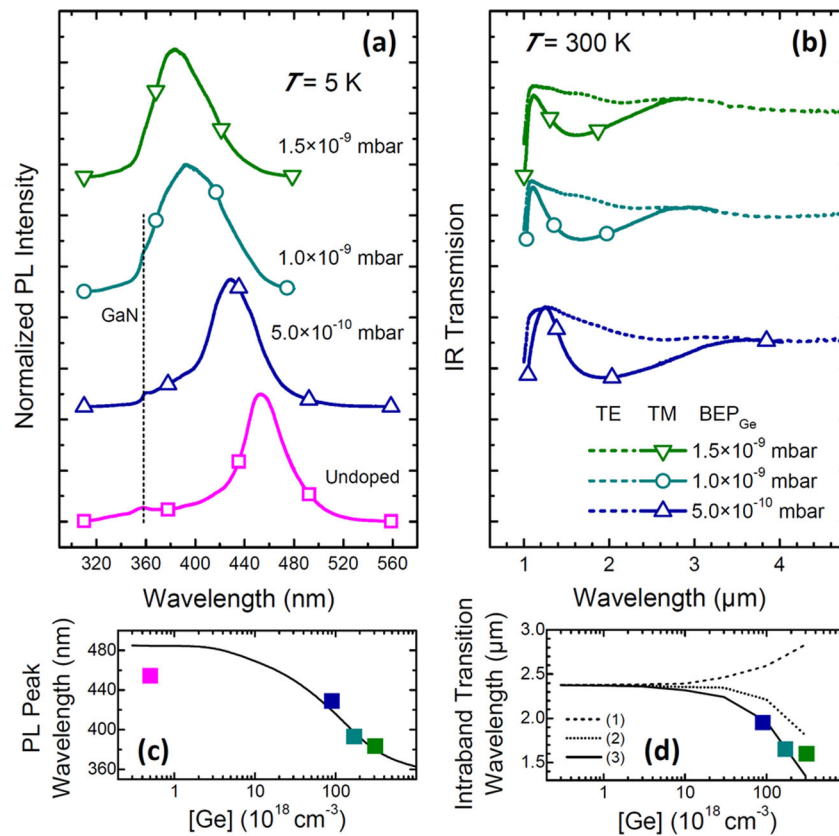 (a)
T = 5 K
1.5×10⁻⁹ mbar
1.0×10⁻⁹ mbar
GaN
5.0×10⁻¹⁰ mbar
Undoped
Normalized PL Intensity
320 360 400 440 480 520 560
Wavelength (nm)
(b)
T = 300 K
IR Transmision
TE TM BEP_Ge
1.5×10⁻⁹ mbar
1.0×10⁻⁹ mbar
5.0×10⁻¹⁰ mbar
1 2 3 4
Wavelength (μm)
PL Peak
Wavelength (nm)
480
440
400
360
(c)
1 10 100
[Ge] (10¹⁸ cm⁻³)
Intraband Transition
Wavelength (μm)
3.0
2.5
2.0
1.5
(1)
(2)
(3)
(d)
1 10 100
[Ge] (10¹⁸ cm⁻³)